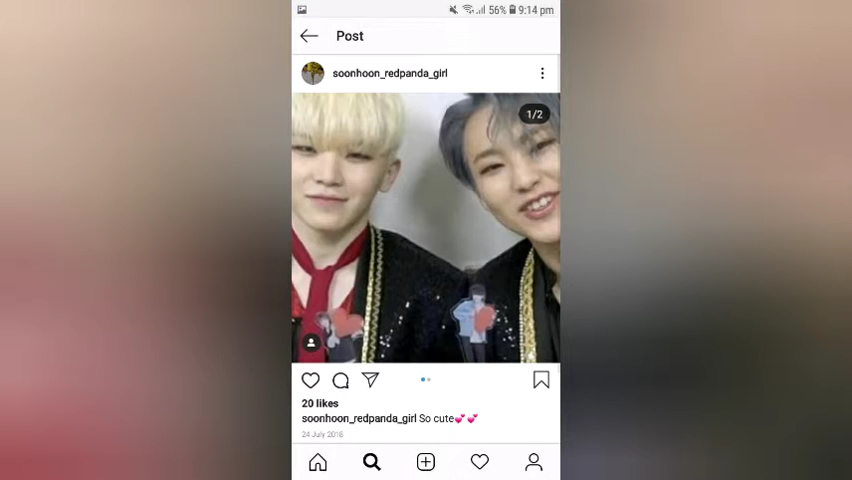 56% 9:14 pm
Post
soonhoon_redpanda_girl
1/2
20 likes
soonhoon_redpanda_girl So cute💕💕
24 July 2018